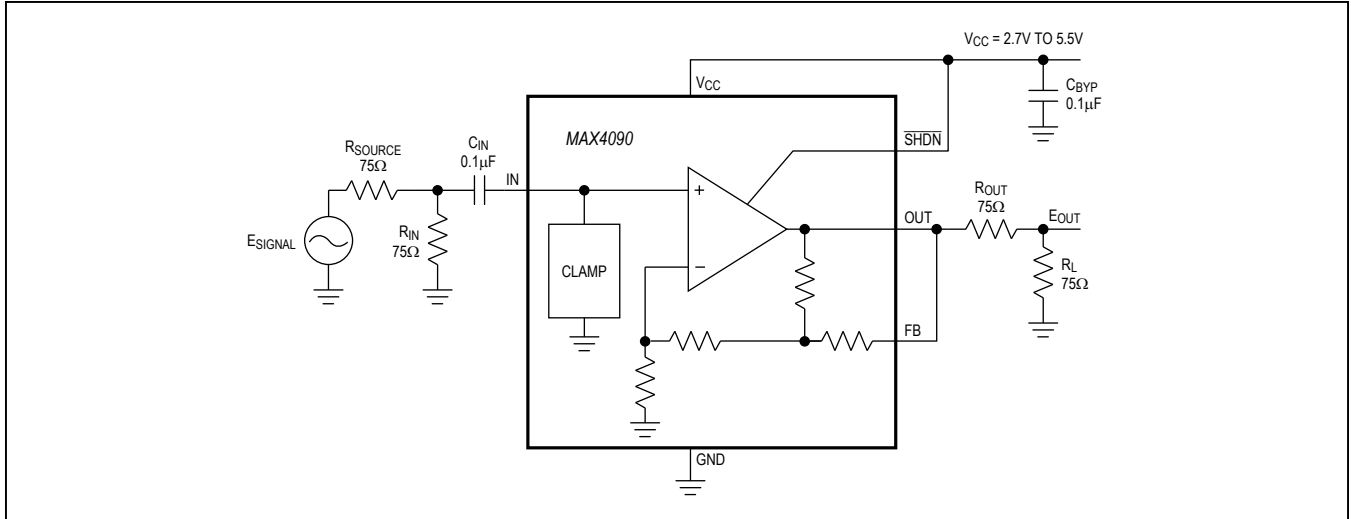 VCC = 2.7V TO 5.5V
VCC
CBYP
0.1µF
MAX4090
SHDN
RSOURCE
75Ω
CIN
0.1µF
IN
ROUT
75Ω
OUT
EOUT
+
ESIGNAL
RIN
75Ω
CLAMP
−
RL
75Ω
FB
GND